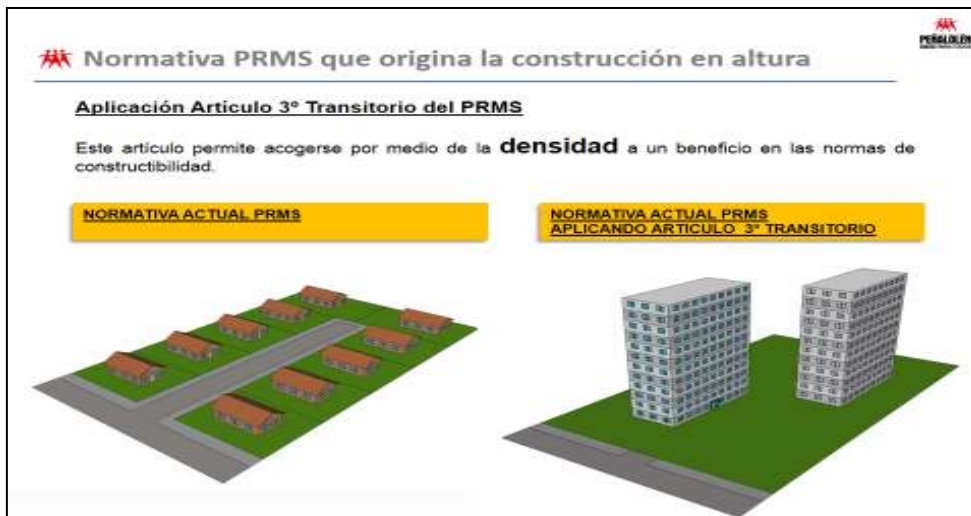 PEÑALOLÉN
Normativa PRMS que origina la construcción en altura
Aplicación Artículo 3º Transitorio del PRMS
Este artículo permite acogerse por medio de la densidad a un beneficio en las normas de
constructibilidad.
NORMATIVA ACTUAL PRMS
NORMATIVA ACTUAL PRMS
APLICANDO ARTICULO 3º TRANSITORIO